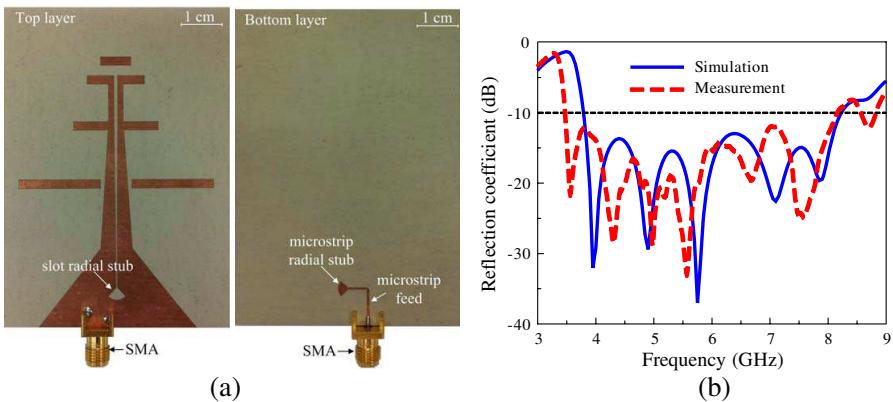 Top layer
1 cm
slot radial stub
SMA
Bottom layer
1 cm
microstrip
radial stub
microstrip
feed
SMA
(a)
Reflection coefficient (dB)
0
-10
-20
-30
-40
Simulation
Measurement
3 4 5 6 7 8 9
Frequency (GHz)
(b)